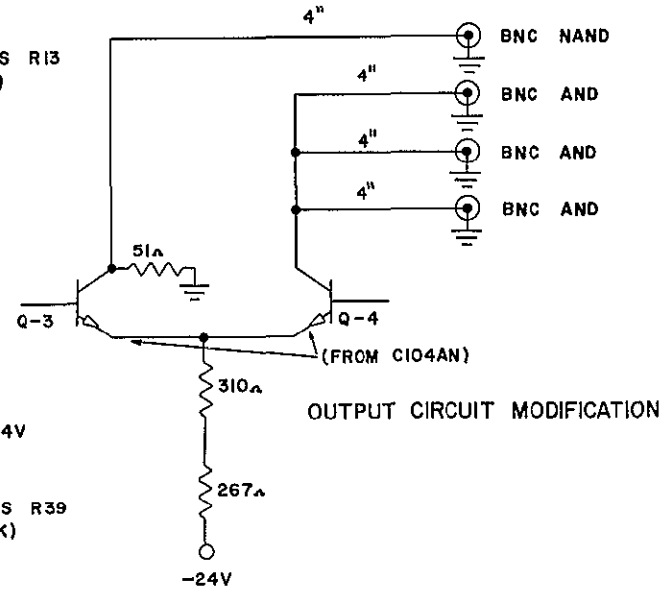 4"
BNC NAND
S R13
)
4"
BNC AND
4"
BNC AND
4"
BNC AND
51Ω
Q-3
Q-4
(FROM C104AN)
310Ω
OUTPUT CIRCUIT MODIFICATION
4V
267Ω
S R39
K)
-24V